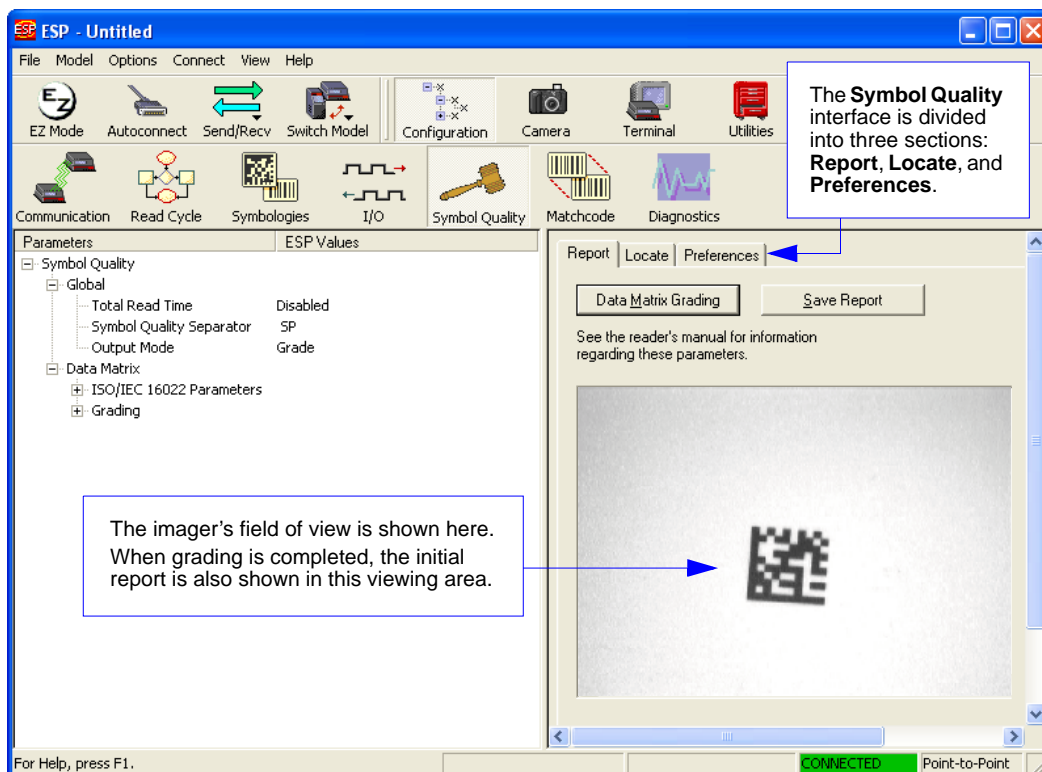 ESP - Untitled
File Model Options Connect View Help
EZ
EZ Mode Autoconnect Send/Recv Switch Model Configuration Camera Terminal Utilities
The Symbol Quality
interface is divided
into three sections:
Report, Locate, and
Preferences.
Communication Read Cycle Symbologies I/O Symbol Quality Matchcode Diagnostics
Parameters ESP Values
Symbol Quality
Global
Total Read Time Disabled
Symbol Quality Separator SP
Output Mode Grade
Data Matrix
ISO/IEC 16022 Parameters
Grading
Report Locate Preferences
Data Matrix Grading Save Report
See the reader's manual for information
regarding these parameters.
The imager's field of view is shown here.
When grading is completed, the initial
report is also shown in this viewing area.
For Help, press F1. CONNECTED Point-to-Point